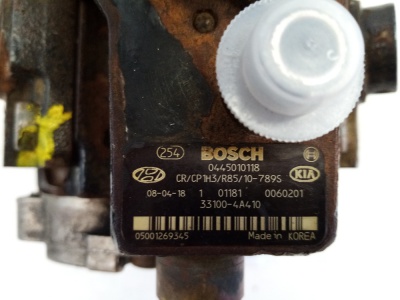 254 BOSCH
0445010118
CR/CP1H3/R85/10-789S KIA
08-04-18 1 01181 0060201
33100-4A410
05001269345 Made in KOREA